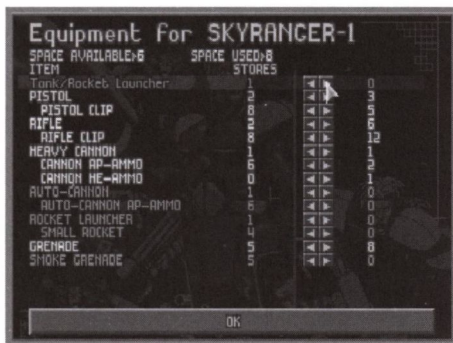 Equipment for SKYRANGER-1
SPACE AVAILABLE>6 SPACE USED>8
ITEM STORES
Tank/Rocket Launcher 1 0
PISTOL 2 3
PISTOL CLIP 8 5
RIFLE 2 6
RIFLE CLIP 8 12
HEAVY CANNON 1 1
CANNON AP-AMMO 6 2
CANNON HE-AMMO 0 1
AUTO-CANNON 1 0
AUTO-CANNON AP-AMMO 6 0
ROCKET LAUNCHER 1 0
SMALL ROCKET 4 0
GRENADE 5 8
SMOKE GRENADE 5 0
OK